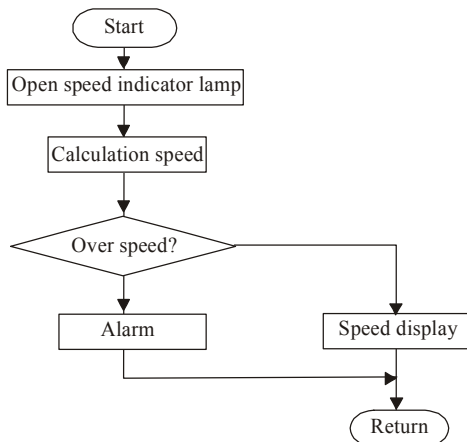 Start
Open speed indicator lamp
Calculation speed
Over speed?
Alarm
Speed display
Return